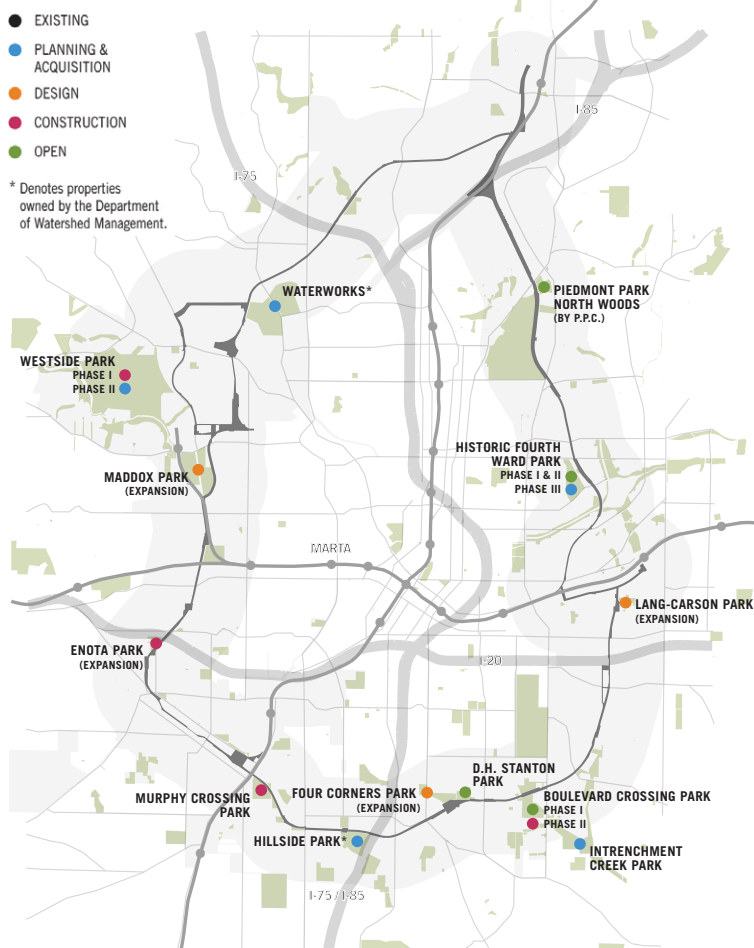 EXISTING
PLANNING &
ACQUISITION
DESIGN
CONSTRUCTION
OPEN
* Denotes properties
owned by the Department
of Watershed Management.
I-85
I-75
WATERWORKS*
PIEDMONT PARK
NORTH WOODS
(BY P.P.C.)
WESTSIDE PARK
PHASE I
PHASE II
HISTORIC FOURTH
WARD PARK
PHASE I & II
PHASE III
MADDOX PARK
(EXPANSION)
MARTA
LANG-CARSON PARK
(EXPANSION)
ENOTA PARK
(EXPANSION)
I-20
D.H. STANTON
PARK
MURPHY CROSSING
PARK
FOUR CORNERS PARK
(EXPANSION)
BOULEVARD CROSSING PARK
PHASE I
PHASE II
HILLSIDE PARK*
INTRENCHMENT
CREEK PARK
I-75 / I-85